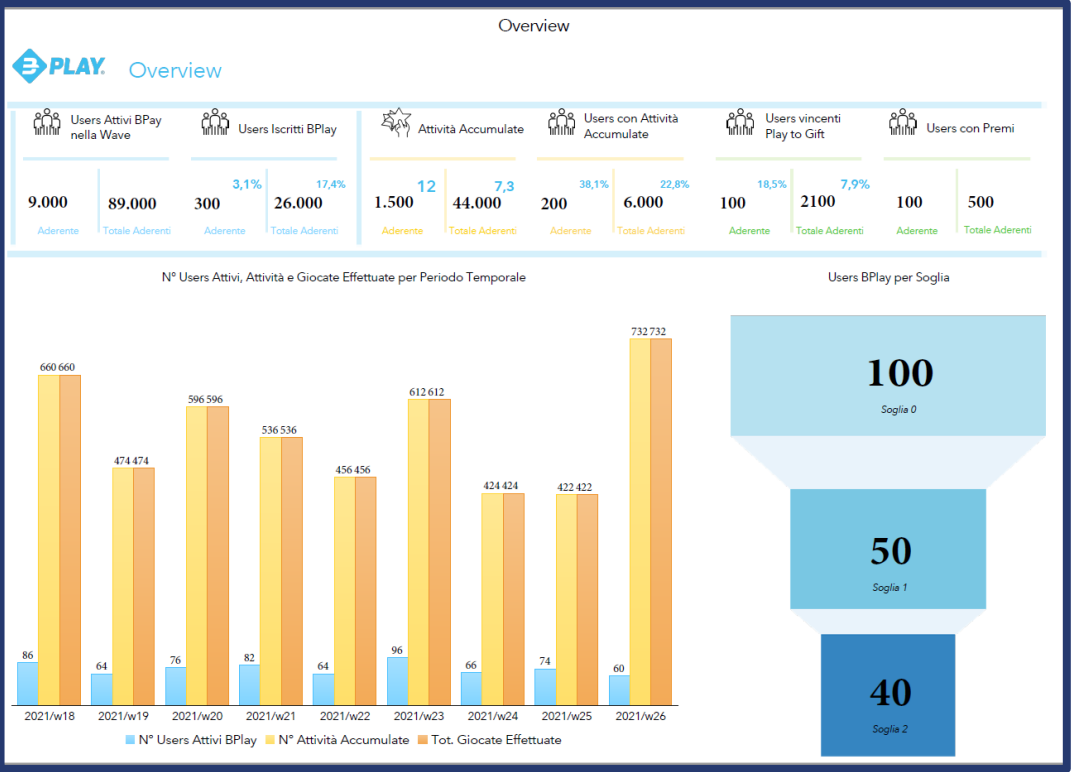 Overview
PLAY. Overview
Users Attivi BPay
nella Wave
Users Iscritti BPlay
Attività Accumulate
Users con Attività
Accumulate
Users vincenti
Play to Gift
Users con Premi
9.000
Aderente
89.000
Totale Aderenti
3,1%
300
Aderente
17,4%
26.000
Totale Aderenti
12
1.500
Aderente
7,3
44.000
Totale Aderenti
38,1%
200
Aderente
22,8%
6.000
Totale Aderenti
18,5%
100
Aderente
7,9%
2100
Totale Aderenti
100
Aderente
500
Totale Aderenti
N° Users Attivi, Attività e Giocate Effettuate per Periodo Temporale
86 660 660
64 474 474
76 596 596
82 536 536
64 456 456
96 612 612
66 424 424
74 422 422
60 732 732
2021/w18 2021/w19 2021/w20 2021/w21 2021/w22 2021/w23 2021/w24 2021/w25 2021/w26
N° Users Attivi BPlay N° Attività Accumulate Tot. Giocate Effettuate
Users BPlay per Soglia
100
Soglia 0
50
Soglia 1
40
Soglia 2